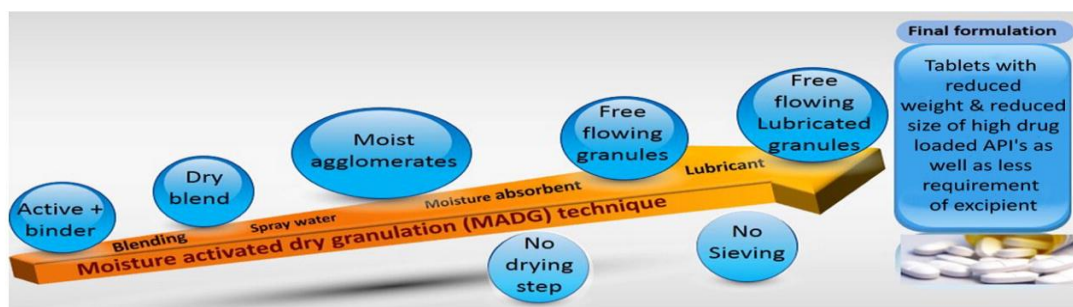 Active +
binder
Blending
Dry
blend
Spray water
Moist
agglomerates
Moisture absorbent
Free
flowing
granules
Lubricant
Free
flowing
Lubricated
granules
Moisture activated dry granulation (MADG) technique
No
drying
step
No
Sieving
Final formulation
Tablets with
reduced
weight & reduced
size of high drug
loaded API's as
well as less
requirement
of excipient